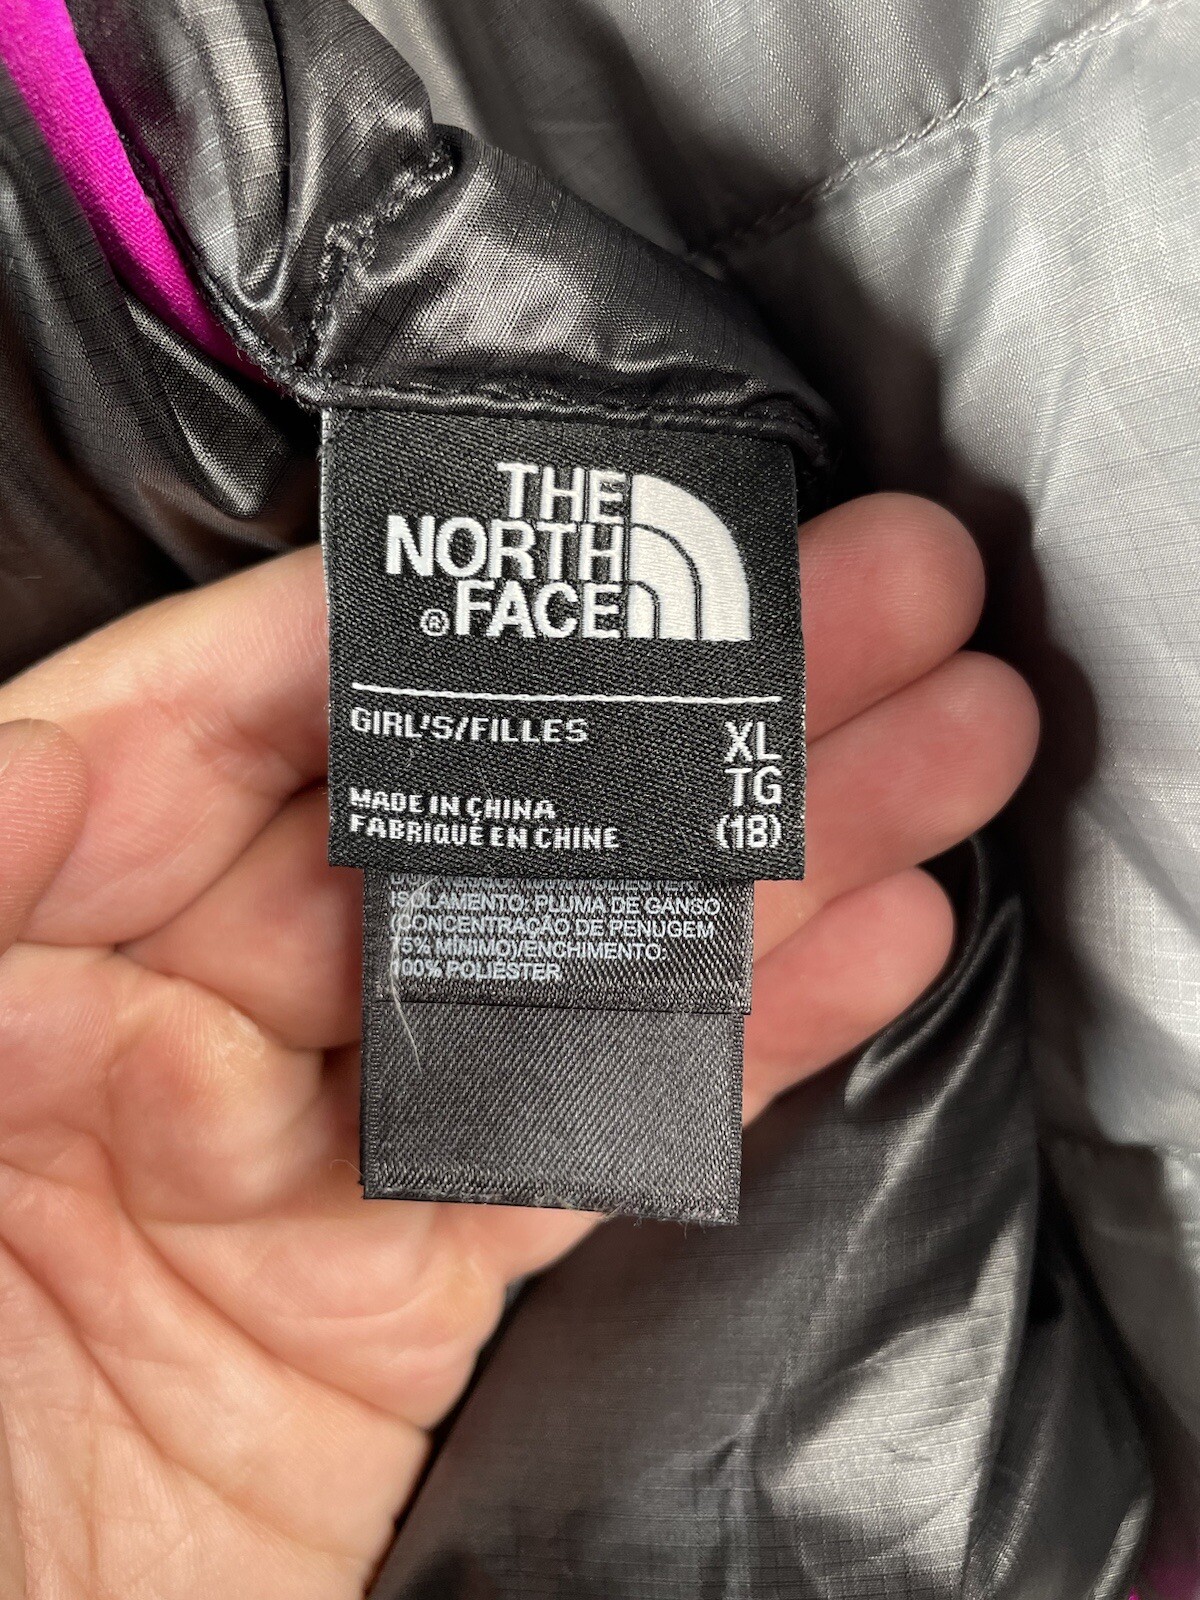 THE
NORTH
® FACE
GIRL'S/FILLES
XL
TG
(18)
MADE IN CHINA
FABRIQUÉ EN CHINE
ISOLAMENTO: PLUMA DE GANSO
(CONCENTRAÇÃO DE PENUGEM
75% MÍNIMO)/ENCHIMENTO:
100% POLIÉSTER